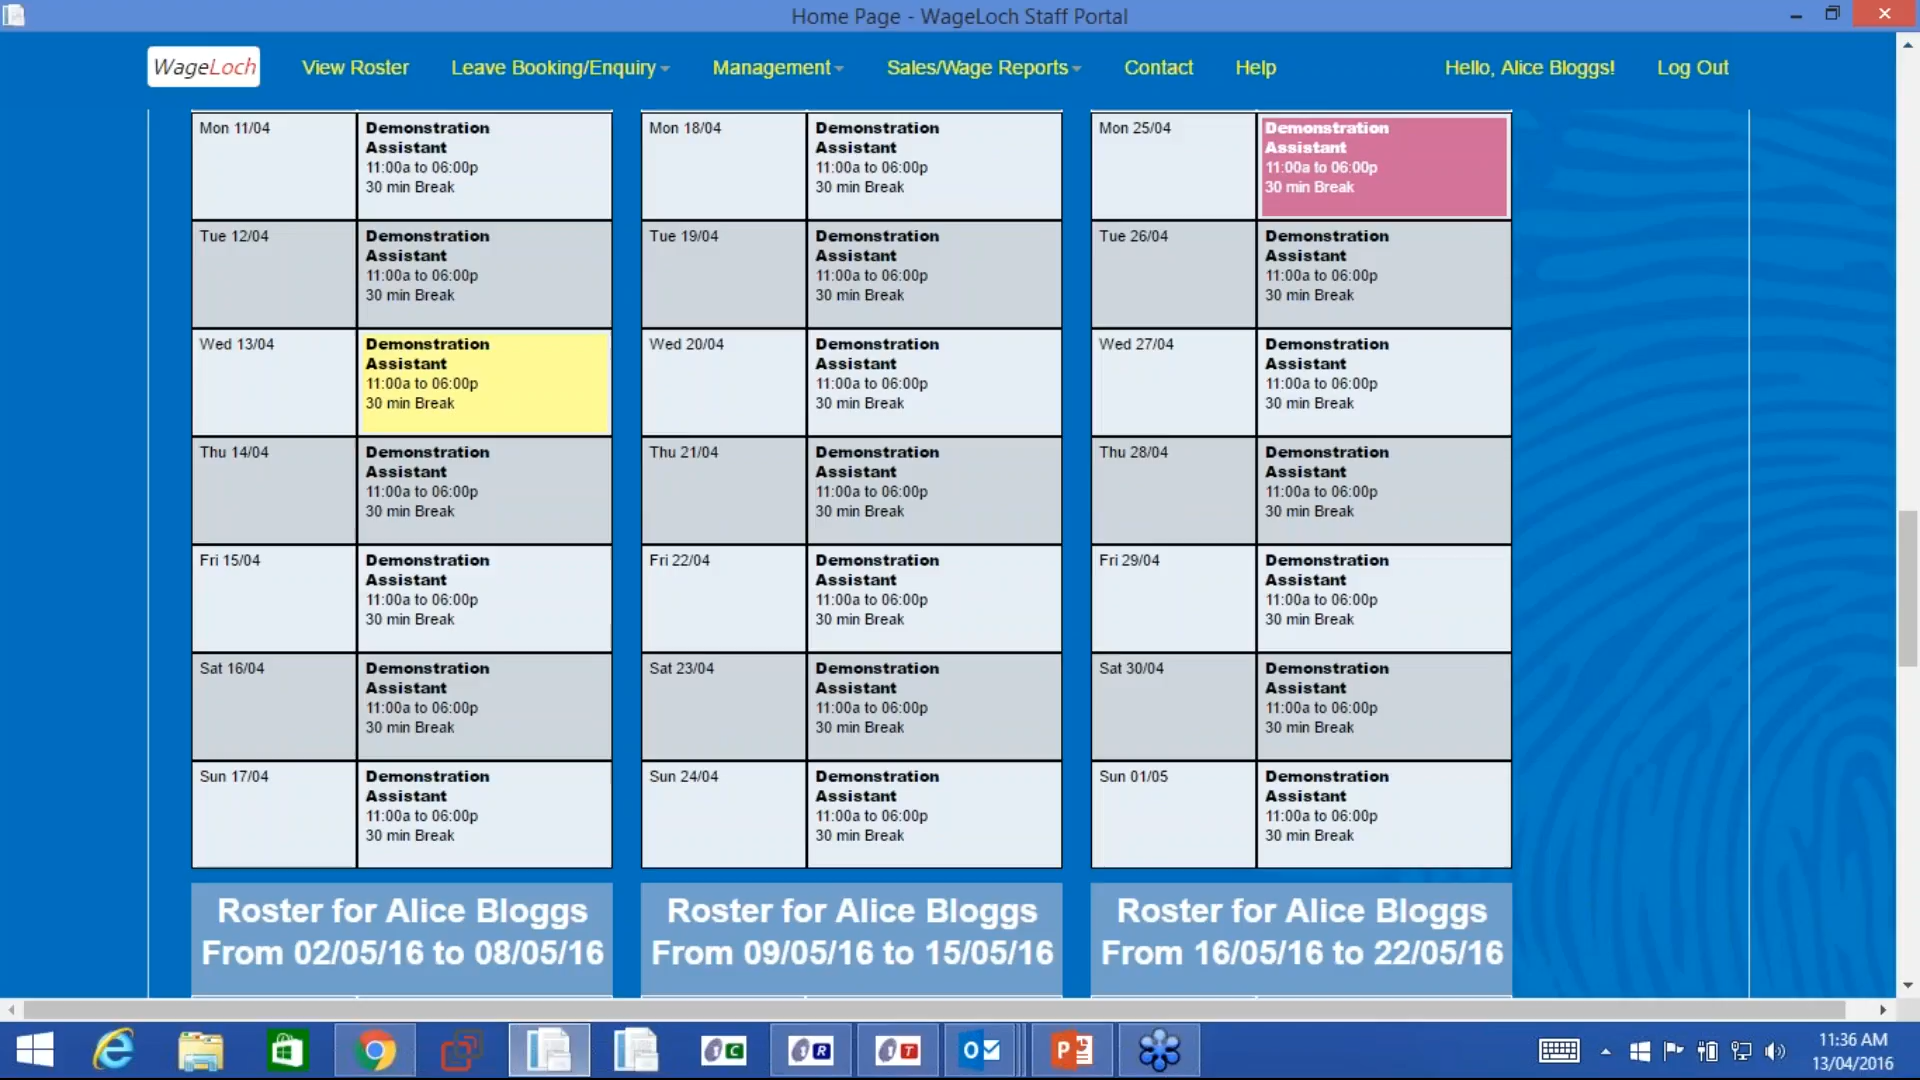 Home Page - WageLoch Staff Portal
WageLoch View Roster Leave Booking/Enquiry Management Sales/Wage Reports Contact Help Hello, Alice Bloggs! Log Out
Mon 11/04
Demonstration
Assistant
11:00a to 06:00p
30 min Break
Mon 18/04
Demonstration
Assistant
11:00a to 06:00p
30 min Break
Mon 25/04
Demonstration
Assistant
11:00a to 06:00p
30 min Break
Tue 12/04
Demonstration
Assistant
11:00a to 06:00p
30 min Break
Tue 19/04
Demonstration
Assistant
11:00a to 06:00p
30 min Break
Tue 26/04
Demonstration
Assistant
11:00a to 06:00p
30 min Break
Wed 13/04
Demonstration
Assistant
11:00a to 06:00p
30 min Break
Wed 20/04
Demonstration
Assistant
11:00a to 06:00p
30 min Break
Wed 27/04
Demonstration
Assistant
11:00a to 06:00p
30 min Break
Thu 14/04
Demonstration
Assistant
11:00a to 06:00p
30 min Break
Thu 21/04
Demonstration
Assistant
11:00a to 06:00p
30 min Break
Thu 28/04
Demonstration
Assistant
11:00a to 06:00p
30 min Break
Fri 15/04
Demonstration
Assistant
11:00a to 06:00p
30 min Break
Fri 22/04
Demonstration
Assistant
11:00a to 06:00p
30 min Break
Fri 29/04
Demonstration
Assistant
11:00a to 06:00p
30 min Break
Sat 16/04
Demonstration
Assistant
11:00a to 06:00p
30 min Break
Sat 23/04
Demonstration
Assistant
11:00a to 06:00p
30 min Break
Sat 30/04
Demonstration
Assistant
11:00a to 06:00p
30 min Break
Sun 17/04
Demonstration
Assistant
11:00a to 06:00p
30 min Break
Sun 24/04
Demonstration
Assistant
11:00a to 06:00p
30 min Break
Sun 01/05
Demonstration
Assistant
11:00a to 06:00p
30 min Break
Roster for Alice Bloggs
From 02/05/16 to 08/05/16
Roster for Alice Bloggs
From 09/05/16 to 15/05/16
Roster for Alice Bloggs
From 16/05/16 to 22/05/16
11:36 AM
13/04/2016